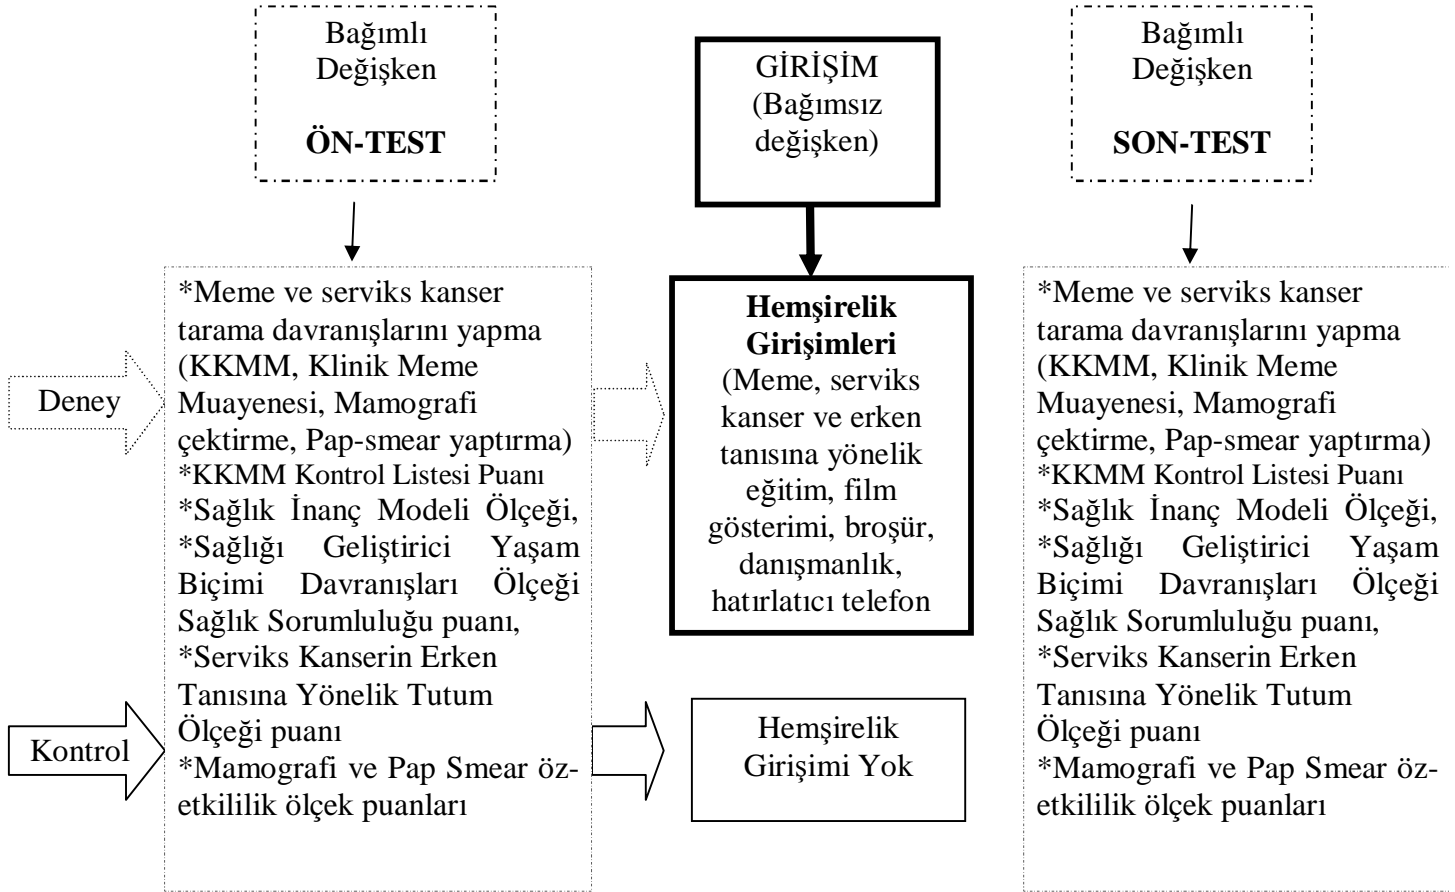 Bağımlı
Değişken
ÖN-TEST
GİRİŞİM
(Bağımsız
değişken)
Bağımlı
Değişken
SON-TEST
Deney
*Meme ve serviks kanser
tarama davranışlarını yapma
(KKMM, Klinik Meme
Muayenesi, Mamografi
çektirme, Pap-smear yaptırma)
*KKMM Kontrol Listesi Puanı
*Sağlık İnanç Modeli Ölçeği,
*Sağlığı Geliştirici Yaşam
Biçimi Davranışları Ölçeği
Sağlık Sorumluluğu puanı,
*Serviks Kanserin Erken
Tanısına Yönelik Tutum
Ölçeği puanı
*Mamografi ve Pap Smear öz-
etkililik ölçek puanları
Hemşirelik
Girişimleri
(Meme, serviks
kanser ve erken
tanısına yönelik
eğitim, film
gösterimi, broşür,
danışmanlık,
hatırlatıcı telefon
*Meme ve serviks kanser
tarama davranışlarını yapma
(KKMM, Klinik Meme
Muayenesi, Mamografi
çektirme, Pap-smear yaptırma)
*KKMM Kontrol Listesi Puanı
*Sağlık İnanç Modeli Ölçeği,
*Sağlığı Geliştirici Yaşam
Biçimi Davranışları Ölçeği
Sağlık Sorumluluğu puanı,
*Serviks Kanserin Erken
Tanısına Yönelik Tutum
Ölçeği puanı
*Mamografi ve Pap Smear öz-
etkililik ölçek puanları
Kontrol
Hemşirelik
Girişimi Yok